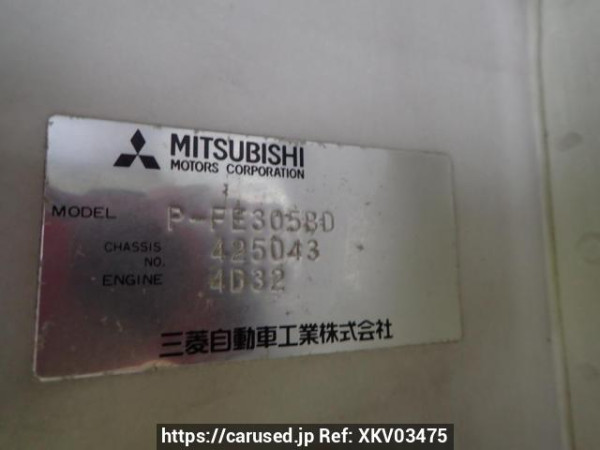 MITSUBISHI
MOTORS CORPORATION
MODEL P-FE305BD
CHASSIS NO. 425043
ENGINE 4D32
三菱自動車工業株式会社
https://carused.jp Ref: XKV03475